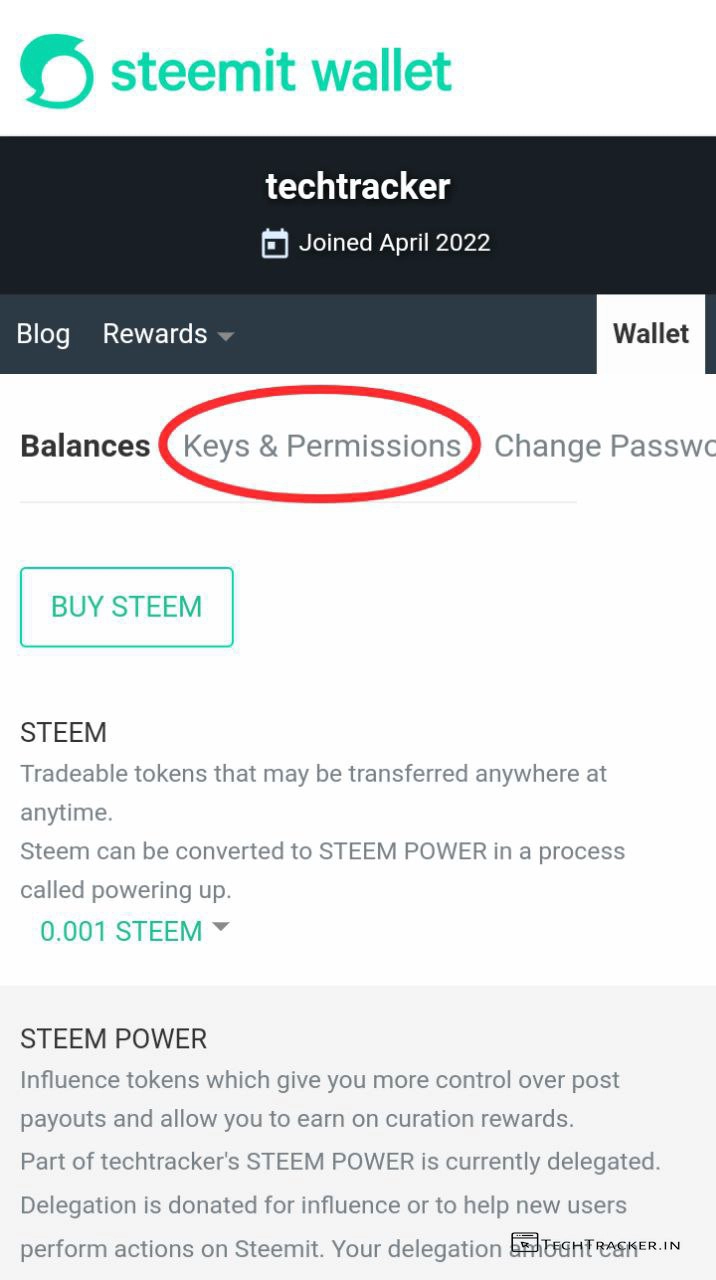 steemit wallet
techtracker
Joined April 2022
Blog Rewards Wallet
Balances Keys & Permissions Change Passwo
BUY STEEM
STEEM
Tradeable tokens that may be transferred anywhere at
anytime.
Steem can be converted to STEEM POWER in a process
called powering up.
0.001 STEEM
STEEM POWER
Influence tokens which give you more control over post
payouts and allow you to earn on curation rewards.
Part of techtracker's STEEM POWER is currently delegated.
Delegation is donated for influence or to help new users
perform actions on Steemit. Your delegation amount can
TECHTRACKER.IN